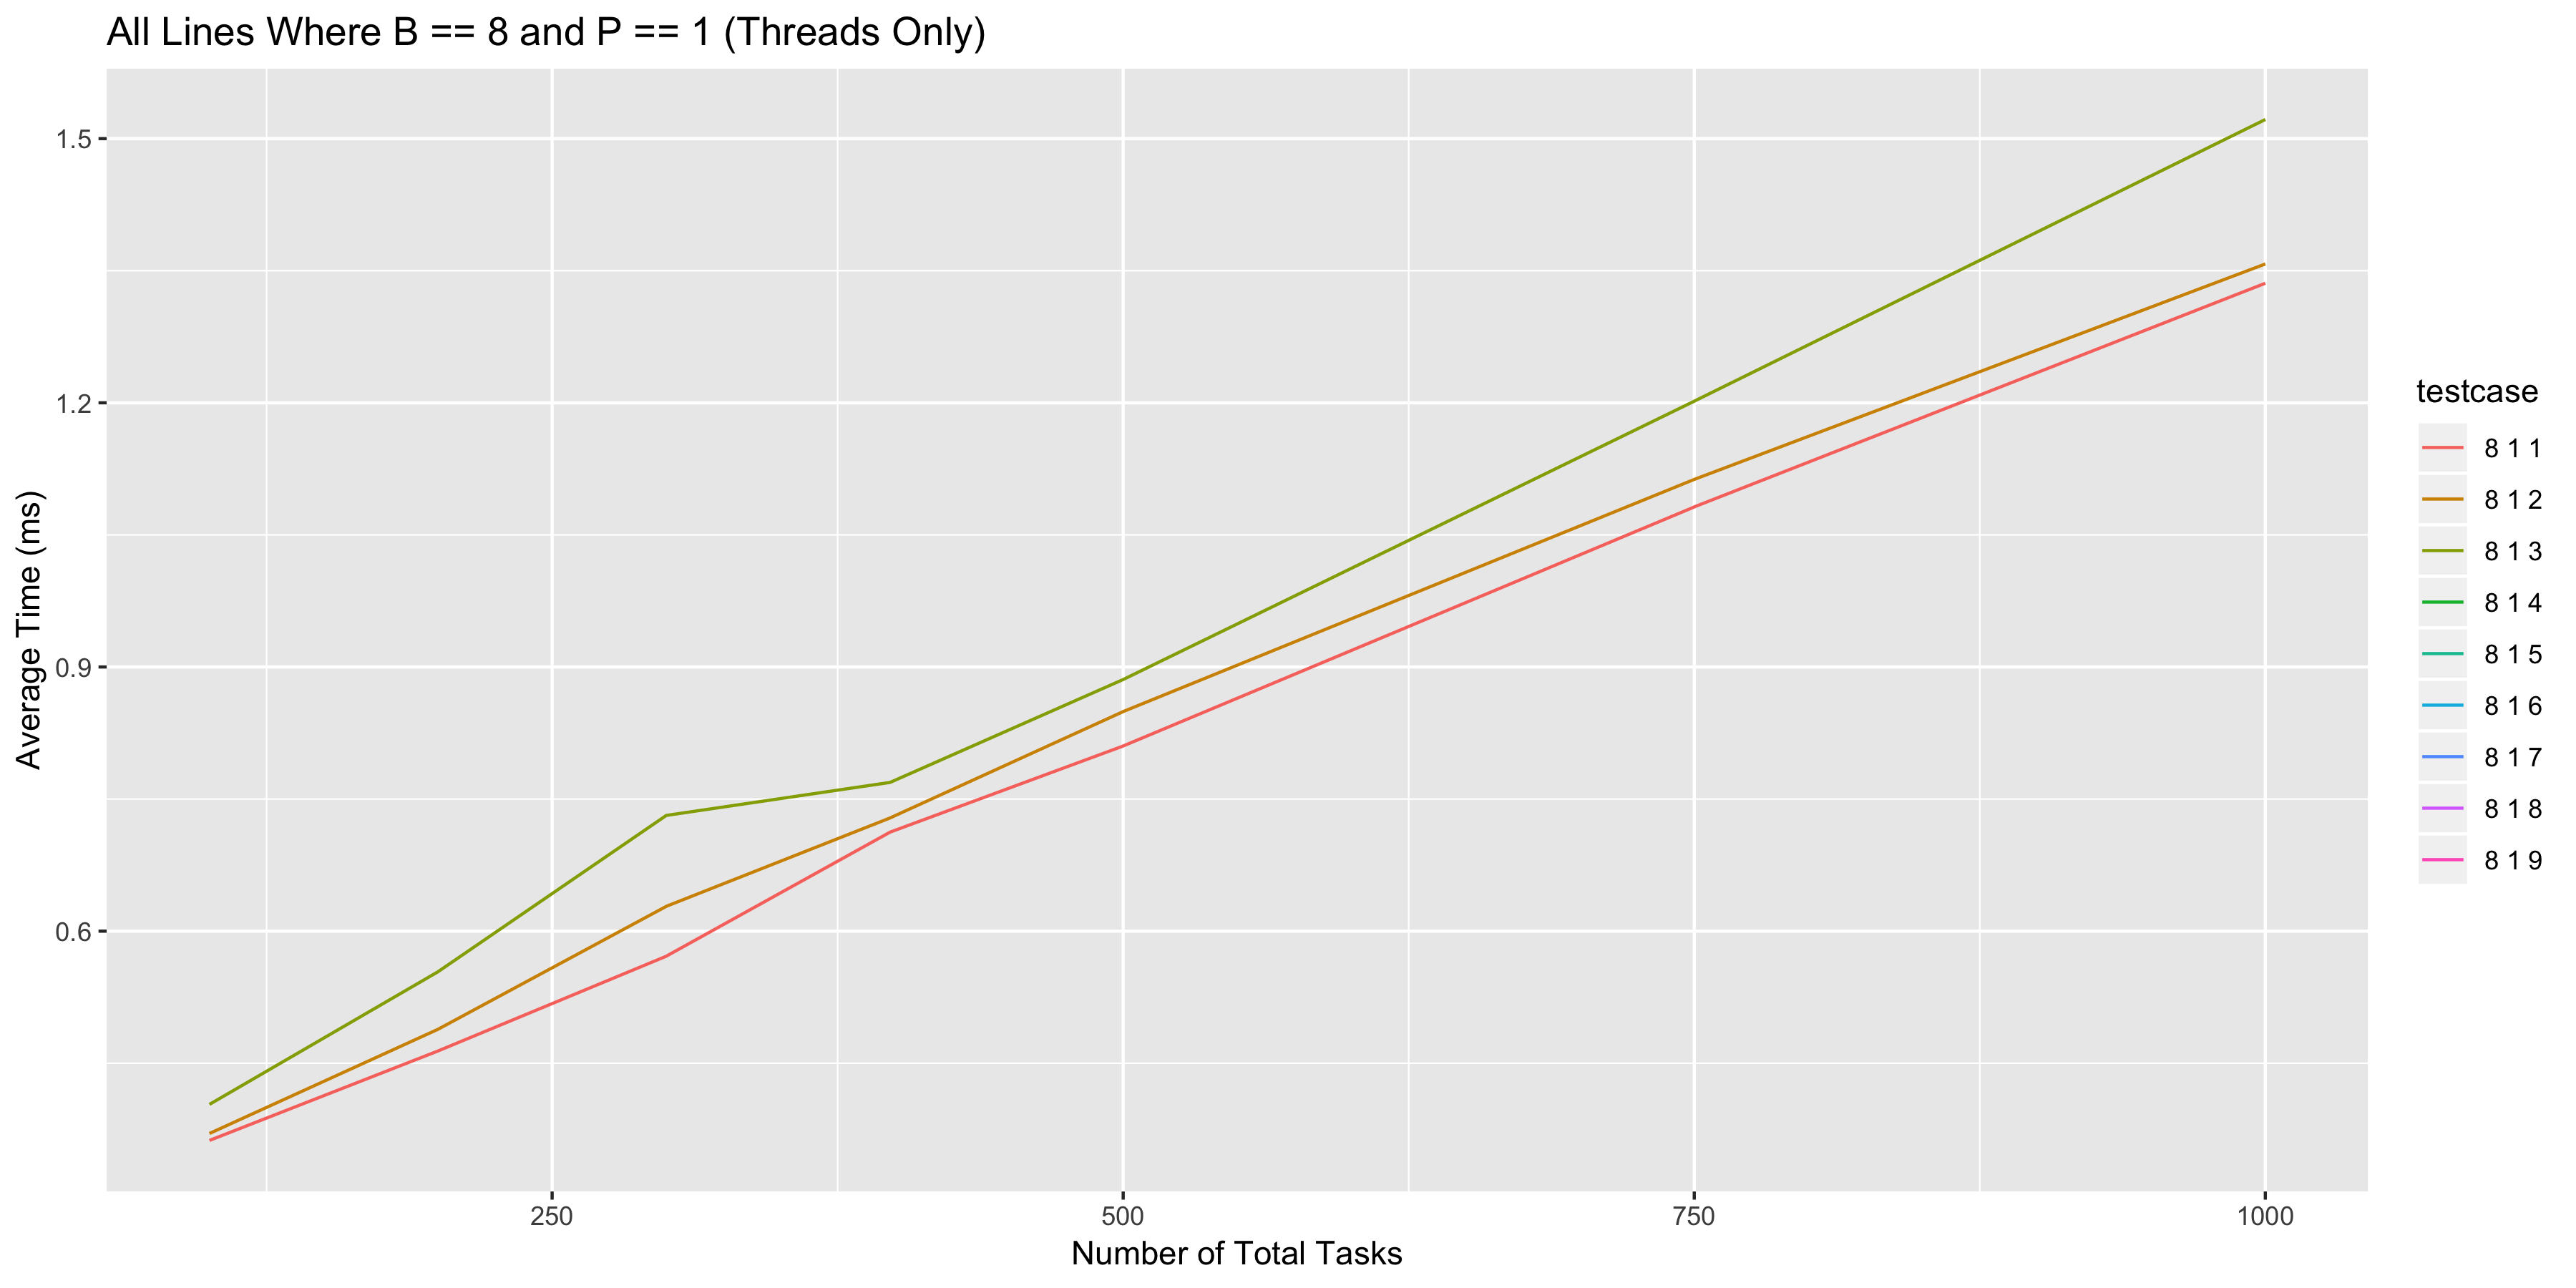 All Lines Where B == 8 and P == 1 (Threads Only)
Average Time (ms)
1.5
1.2
0.9
0.6
250
500
750
1000
Number of Total Tasks
testcase
8 1 1
8 1 2
8 1 3
8 1 4
8 1 5
8 1 6
8 1 7
8 1 8
8 1 9